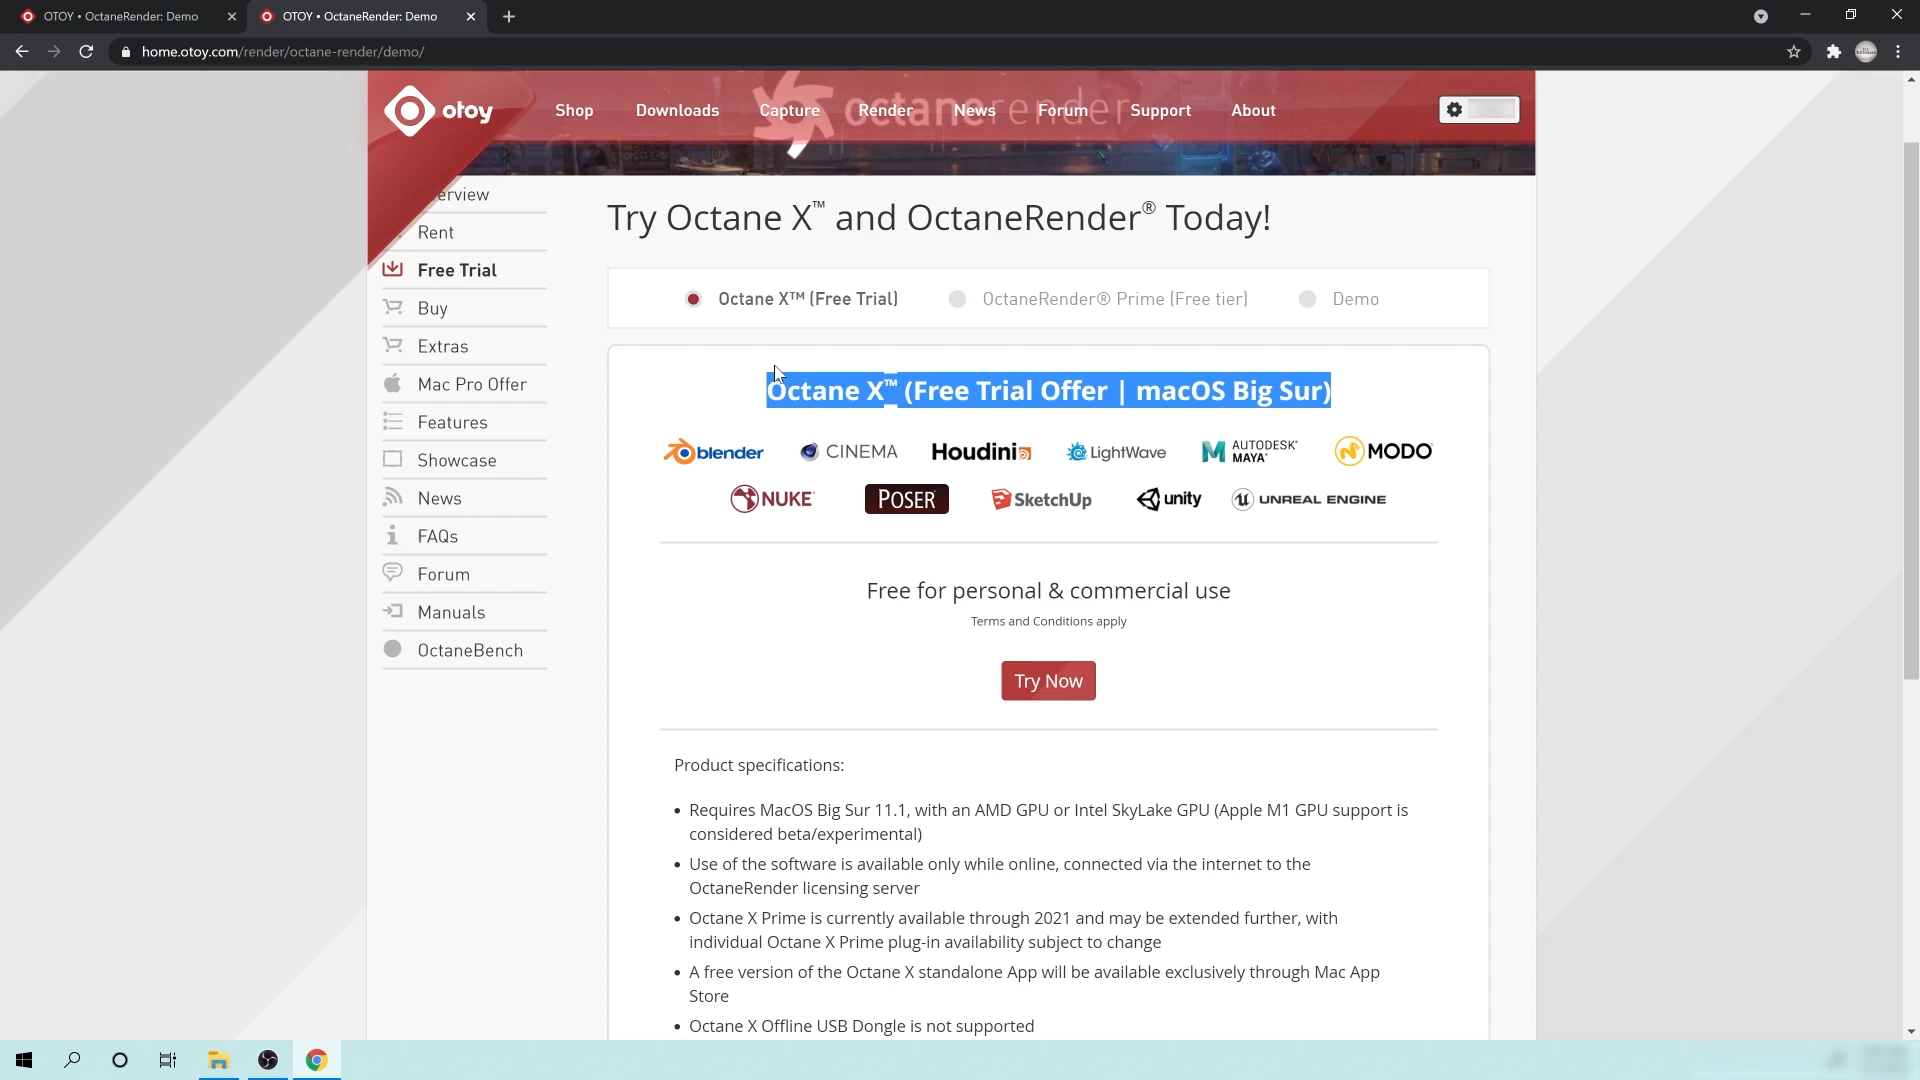 OTOY • OctaneRender: Demo
OTOY • OctaneRender: Demo
home.otoy.com/render/octane-render/demo/
otoy
octanerender
Shop Downloads Capture Render News Forum Support About
erview
Rent
Free Trial
Buy
Extras
Mac Pro Offer
Features
Showcase
News
FAQs
Forum
Manuals
OctaneBench
Try Octane X™ and OctaneRender® Today!
Octane X™ (Free Trial) OctaneRender® Prime (Free tier) Demo
Octane X™ (Free Trial Offer | macOS Big Sur)
blender CINEMA Houdini LightWave AUTODESK® MAYA® MODO
NUKE POSER SketchUp unity UNREAL ENGINE
Free for personal & commercial use
Terms and Conditions apply
Try Now
Product specifications:
• Requires MacOS Big Sur 11.1, with an AMD GPU or Intel SkyLake GPU (Apple M1 GPU support is
considered beta/experimental)
• Use of the software is available only while online, connected via the internet to the
OctaneRender licensing server
• Octane X Prime is currently available through 2021 and may be extended further, with
individual Octane X Prime plug-in availability subject to change
• A free version of the Octane X standalone App will be available exclusively through Mac App
Store
• Octane X Offline USB Dongle is not supported